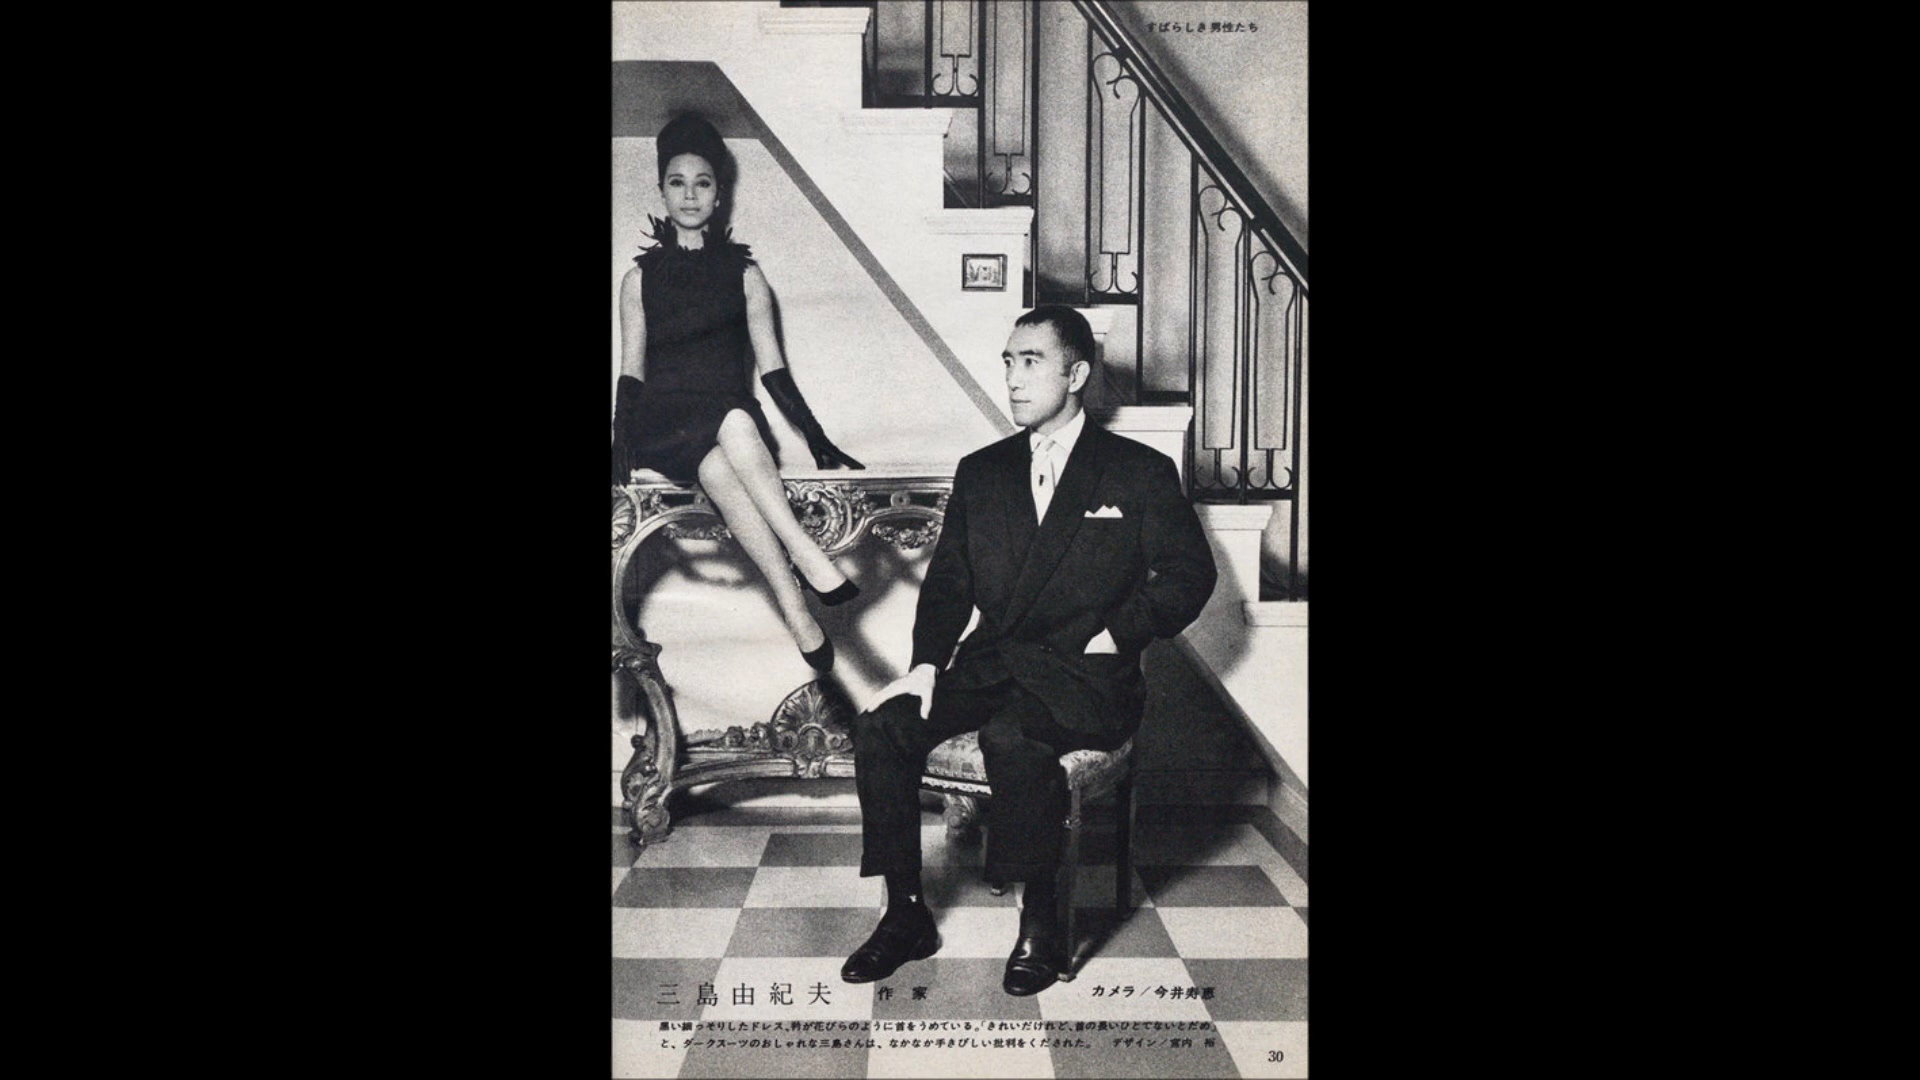 すばらしき男性たち
三島由紀夫 作家 カメラ/今井寿恵
黒い細っそりしたドレス、衿が花びらのように首をうめている。「きれいだけれど、首の長いひとでないとだめ」
と、ダークスーツのおしゃれな三島さんは、なかなか手きびしい批判をくだされた。 デザイン/宮内 裕
30